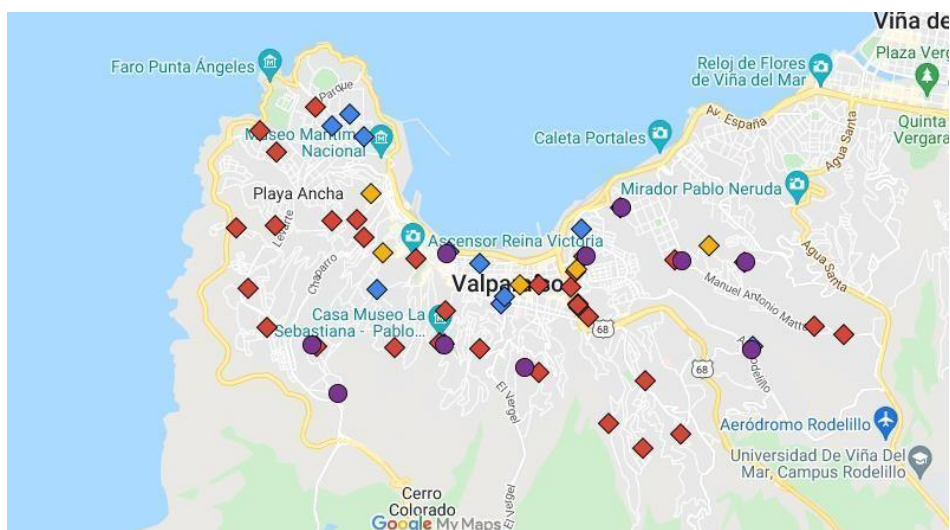 Viña de
Plaza Verg
Faro Punta Ángeles
Reloj de Flores
de Viña del Mar
Parque
Av. España
Quinta
Vergara
Museo Marítim
Nacional
Caleta Portales
Agua Santa
Playa Ancha
Mirador Pablo Neruda
Levarte
Ascensor Reina Victoria
Agua Santa
Chaparro
Valparaíso
Manuel Antonio Matta
Casa Museo La
Sebastiana - Pablo...
68
68
El Vergel
Aeródromo Rodelillo
Universidad De Viña Del
Mar, Campus Rodelillo
El Vergel
Cerro
Colorado
Google My Maps